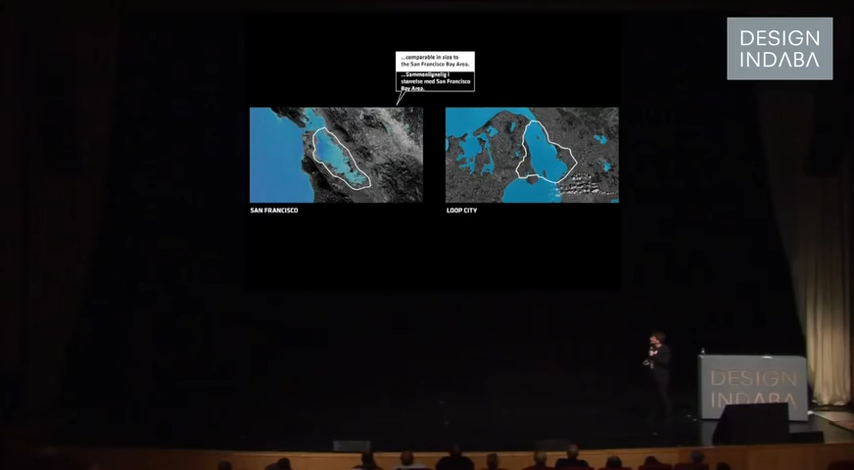 DESIGN
INDABA
...comparable in size to
the San Francisco Bay Area.
...Sammenlignelig i
størrelse med San Francisco
Bay Area.
SAN FRANCISCO
LOOP CITY
DESIGN
INDABA